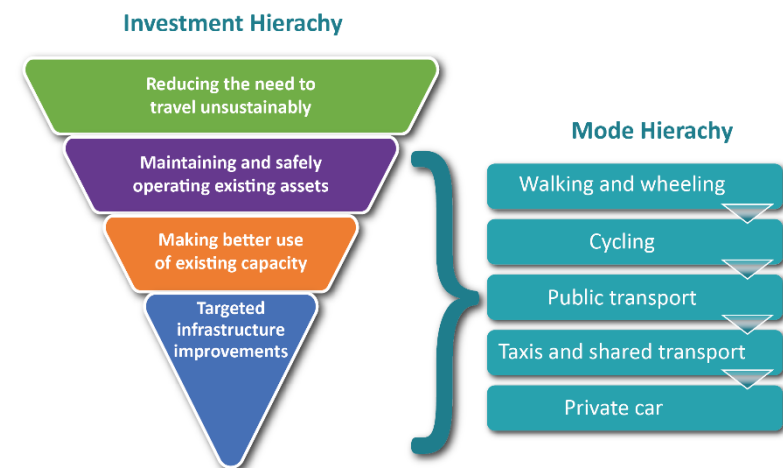 Investment Hierachy
Reducing the need to
travel unsustainably
Maintaining and safely
operating existing assets
Making better use
of existing capacity
Targeted
infrastructure
improvements
Mode Hierachy
Walking and wheeling
Cycling
Public transport
Taxis and shared transport
Private car